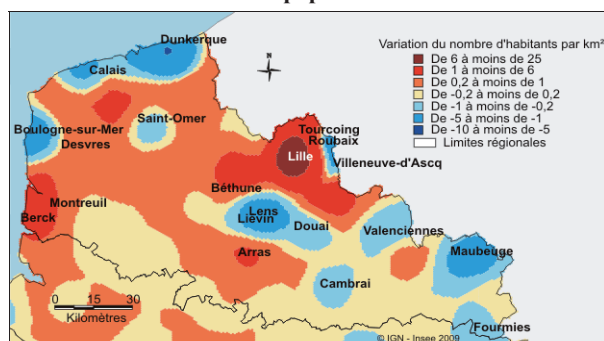 Dunkerque
Calais
N
Variation du nombre d'habitants par km²
De 6 à moins de 25
De 1 à moins de 6
De 0,2 à moins de 1
De -0,2 à moins de 0,2
De -1 à moins de -0,2
De -5 à moins de -1
De -10 à moins de -5
Limites régionales
Saint-Omer
Boulogne-sur-Mer
Desvres
Tourcoing
Roubaix
Lille
Villeneuve-d'Ascq
Béthune
Montreuil
Berck
Lens
Liévin
Douai
Valenciennes
Arras
Maubeuge
Cambrai
0 15 30
Kilomètres
Fourmies
© IGN - Insee 2009